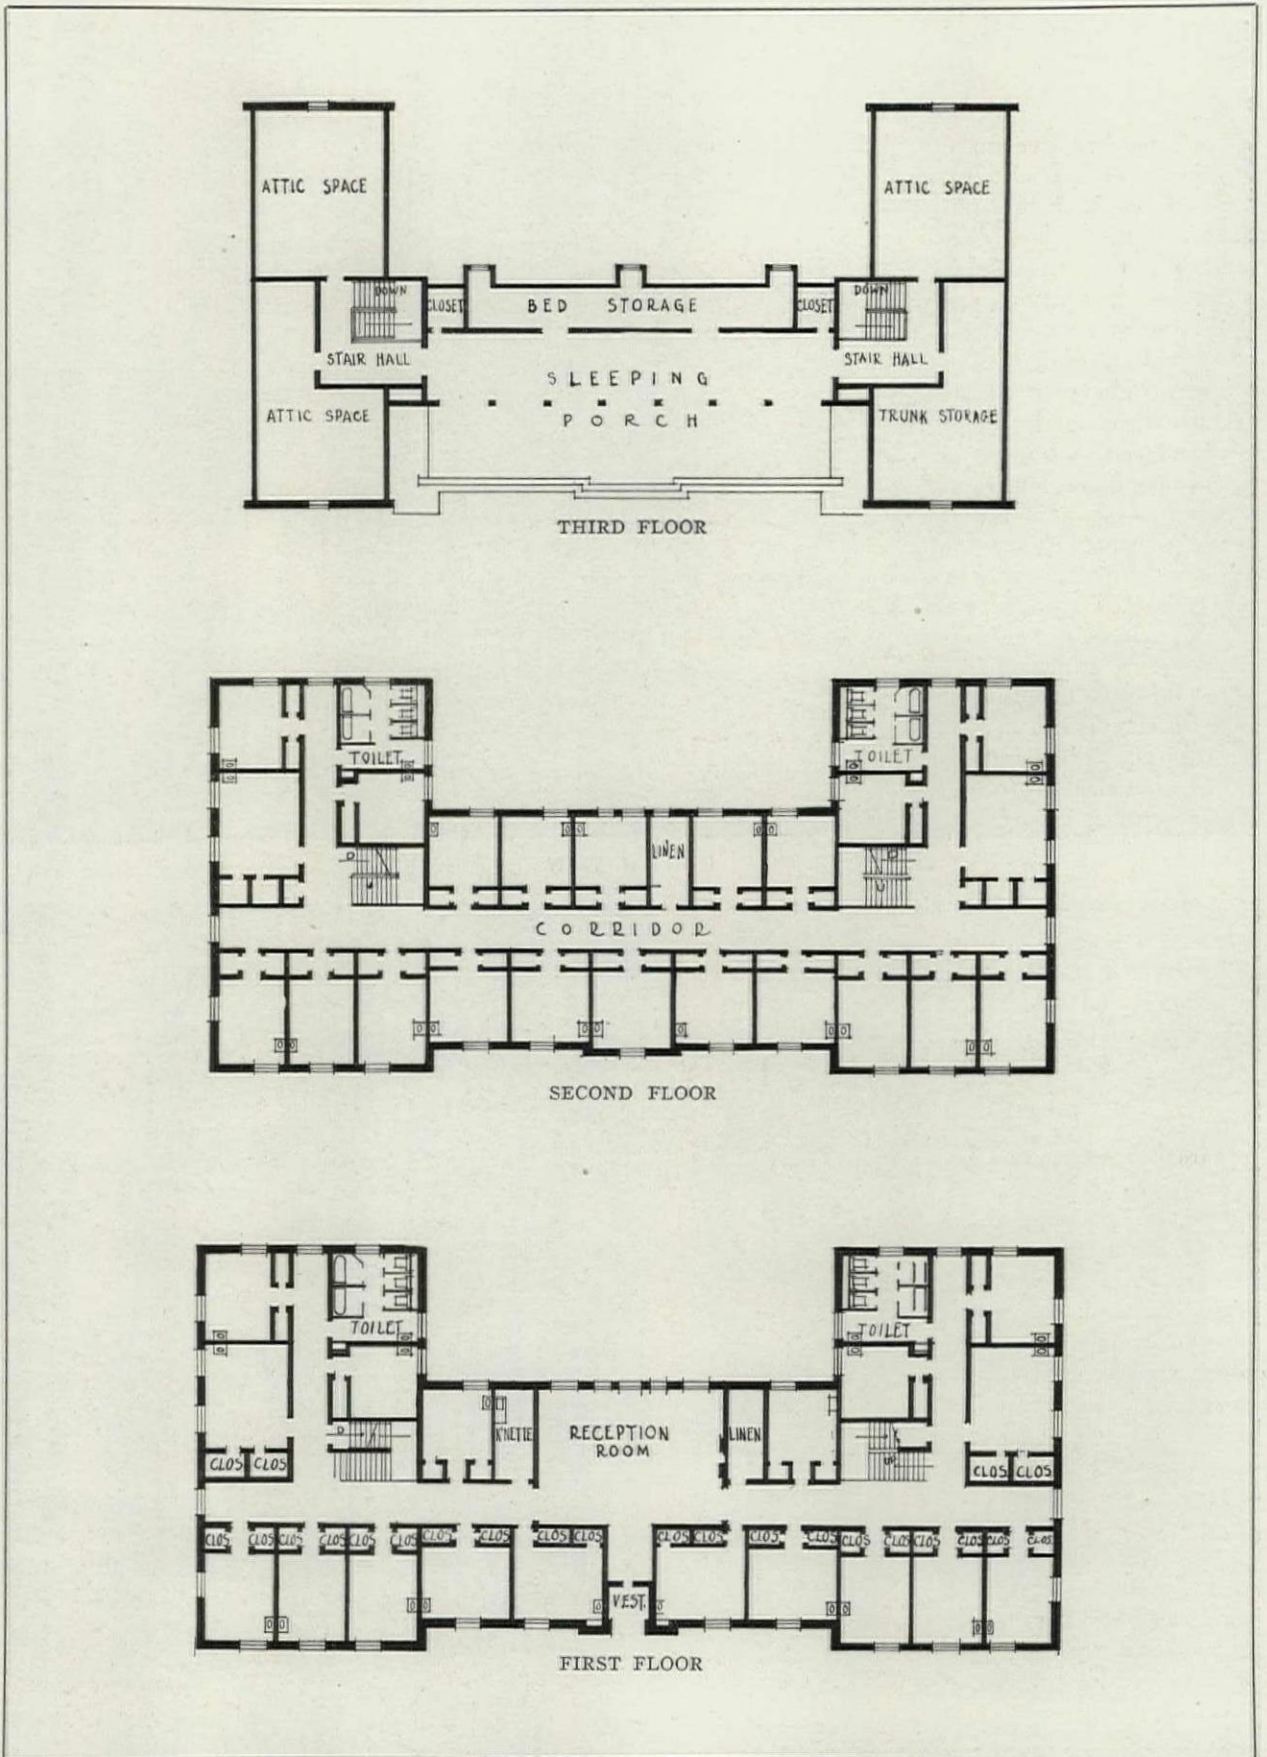 ATTIC SPACE
ATTIC SPACE
DOWN
CLOSET
BED STORAGE
CLOSET
DOWN
STAIR HALL
STAIR HALL
SLEEPING
ATTIC SPACE
PORCH
TRUNK STORAGE
THIRD FLOOR
TOILET
TOILET
LINEN
D
D
U
U
CORRIDOR
SECOND FLOOR
TOILET
TOILET
K'NETTE
RECEPTION
ROOM
LINEN
D
UP
CLOS CLOS
CLOS CLOS
CLOS CLOS CLOS CLOS CLOS CLOS CLOS CLOS CLOS CLOS CLOS CLOS CLOS CLOS CLOS CLOS CLOS CLOS CLOS CLOS
VEST.
FIRST FLOOR